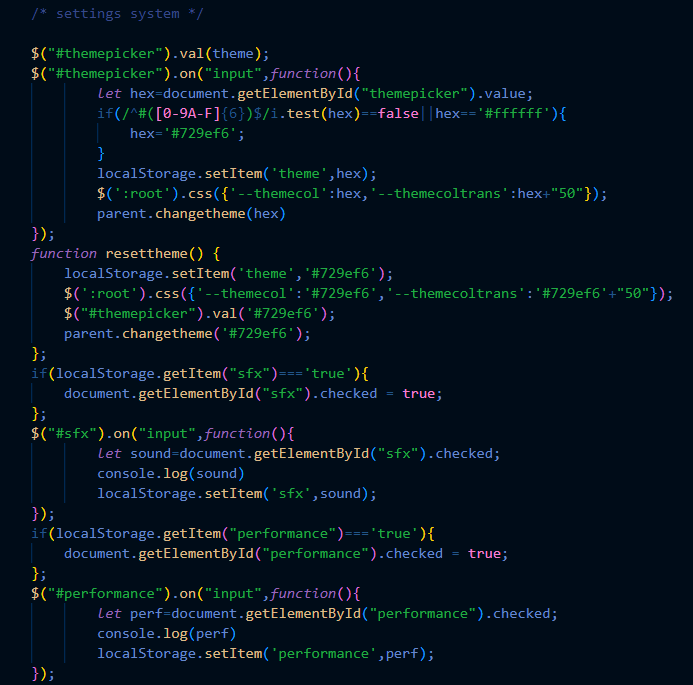 /* settings system */
$("#themepicker").val(theme);
$("#themepicker").on("input",function(){
let hex=document.getElementById("themepicker").value;
if(/^#([0-9A-F]{6})$/i.test(hex)==false||hex=='#ffffff'){
hex='#729ef6';
}
localStorage.setItem('theme',hex);
$(':root').css({'--themecol':hex,'--themecoltrans':hex+"50"});
parent.changetheme(hex)
});
function resettheme() {
localStorage.setItem('theme','#729ef6');
$(':root').css({'--themecol':'#729ef6','--themecoltrans':'#729ef6'+"50"});
$("#themepicker").val('#729ef6');
parent.changetheme('#729ef6');
};
if(localStorage.getItem("sfx")==='true'){
document.getElementById("sfx").checked = true;
};
$("#sfx").on("input",function(){
let sound=document.getElementById("sfx").checked;
console.log(sound)
localStorage.setItem('sfx',sound);
});
if(localStorage.getItem("performance")==='true'){
document.getElementById("performance").checked = true;
};
$("#performance").on("input",function(){
let perf=document.getElementById("performance").checked;
console.log(perf)
localStorage.setItem('performance',perf);
});